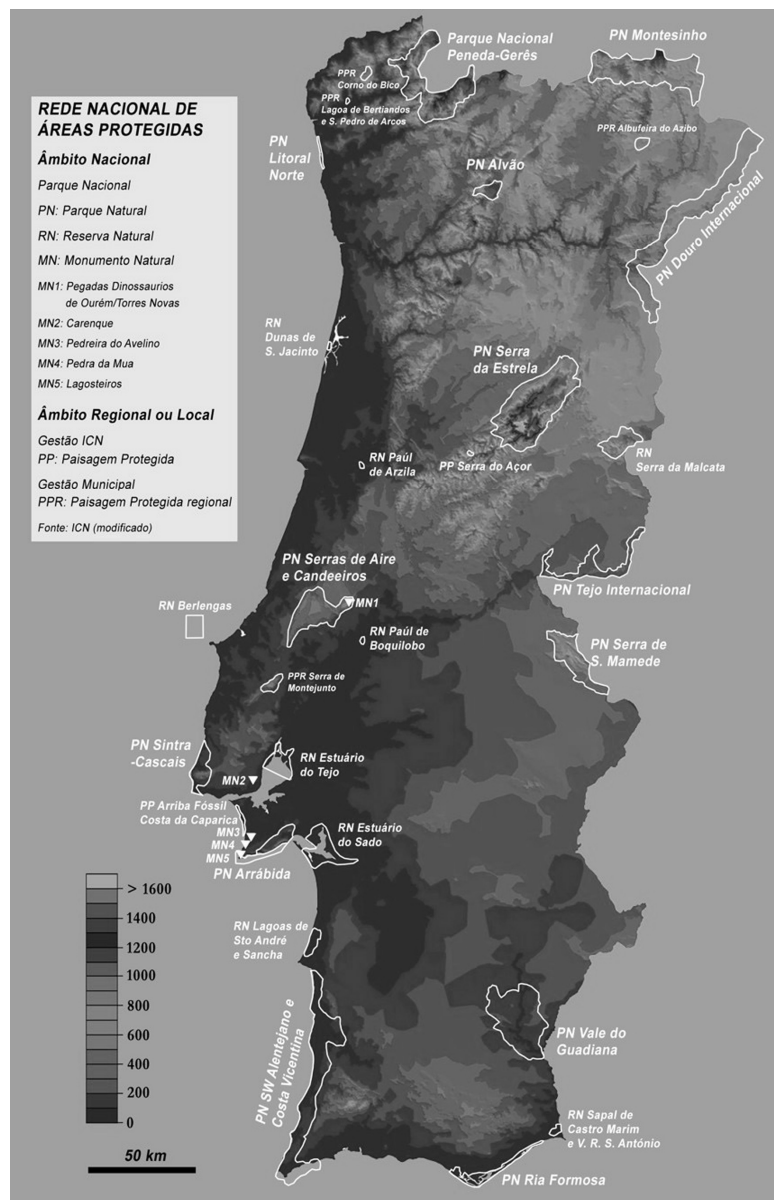 REDE NACIONAL DE
ÁREAS PROTEGIDAS
Âmbito Nacional
Parque Nacional
PN: Parque Natural
RN: Reserva Natural
MN: Monumento Natural
MN1: Pegadas Dinossaurios
de Ourém/Torres Novas
MN2: Carenque
MN3: Pedreira do Avelino
MN4: Pedra da Mua
MN5: Lagosteiros
Âmbito Regional ou Local
Gestão ICN
PP: Paisagem Protegida
Gestão Municipal
PPR: Paisagem Protegida regional
Fonte: ICN (modificado)
Parque Nacional
Peneda-Gerês
PN Montesinho
PPR
Corno do Bico
PPR
Lagoa de Bertiandos
e S. Pedro de Arcos
PPR Albufeira do Azibo
PN
Litoral
Norte
PN Alvão
PN Douro Internacional
RN
Dunas de
S. Jacinto
PN Serra
da Estrela
RN Paúl
de Arzila
PP Serra do Açor
RN
Serra da Malcata
PN Serras de Aire
e Candeeiros
MN1
PN Tejo Internacional
RN Berlengas
RN Paúl de
Boquilobo
PN Serra de
S. Mamede
PPR Serra de
Montejunto
PN Sintra
-Cascais
RN Estuário
do Tejo
MN2
PP Arriba Fóssil
Costa da Caparica
MN3
MN4
MN5
RN Estuário
do Sado
PN Arrábida
RN Lagoas de
Sto André
e Sancha
PN SW Alentejano e
Costa Vicentina
PN Vale do
Guadiana
RN Sapal de
Castro Marim
e V. R. S. António
PN Ria Formosa
> 1600
1400
1200
1000
800
600
400
200
0
50 km